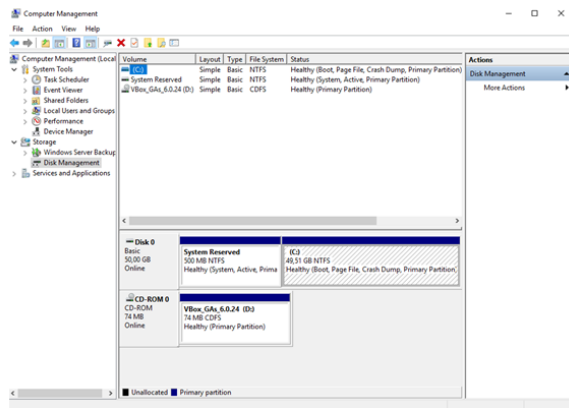 Computer Management
File Action View Help
Computer Management (Local
System Tools
Task Scheduler
Event Viewer
Shared Folders
Local Users and Groups
Performance
Device Manager
Storage
Windows Server Backup
Disk Management
Services and Applications
Volume Layout Type File System Status
(C:) Simple Basic NTFS Healthy (Boot, Page File, Crash Dump, Primary Partition)
System Reserved Simple Basic NTFS Healthy (System, Active, Primary Partition)
VBox_GAs_6.0.24 (D:) Simple Basic CDFS Healthy (Primary Partition)
Actions
Disk Management
More Actions
Disk 0
Basic
50,00 GB
Online
System Reserved
500 MB NTFS
Healthy (System, Active, Prima
(C:)
49,51 GB NTFS
Healthy (Boot, Page File, Crash Dump, Primary Partition)
CD-ROM 0
CD-ROM
74 MB
Online
VBox_GAs_6.0.24 (D:)
74 MB CDFS
Healthy (Primary Partition)
Unallocated Primary partition